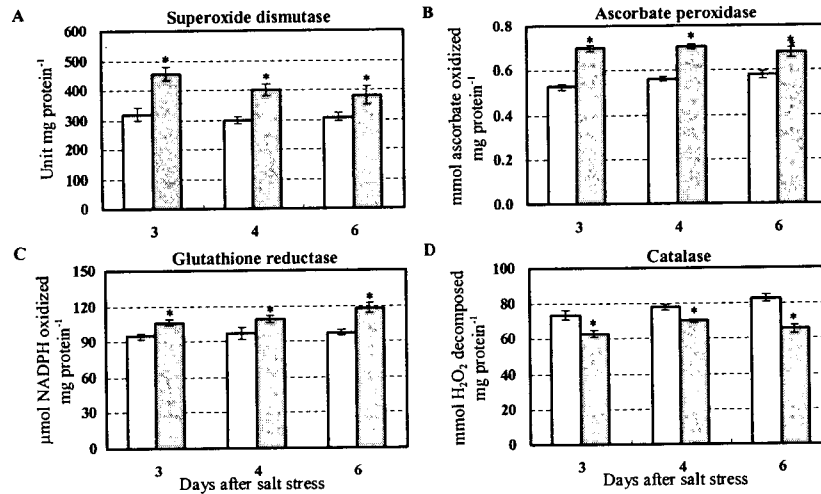 A
Superoxide dismutase
Unit mg protein⁻¹
600
500
400
300
100
0
3 4 6
B
Ascorbate peroxidase
mmol ascorbate oxidized
mg protein⁻¹
0.8
0.6
0.4
0.2
0.0
3 4 6
C
Glutathione reductase
µmol NADPH oxidized
mg protein⁻¹
150
120
90
60
30
0
3 4 6
Days after salt stress
D
Catalase
mmol H₂O₂ decomposed
mg protein⁻¹
100
80
60
40
20
0
3 4 6
Days after salt stress